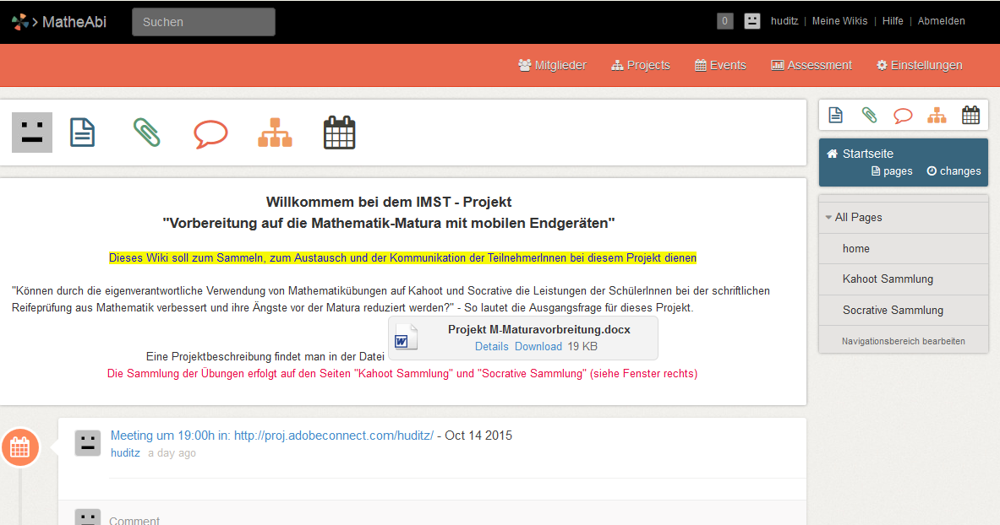 MatheAbi
Suchen
0
huditz | Meine Wikis | Hilfe | Abmelden
Mitglieder
Projects
Events
Assessment
Einstellungen
Startseite
pages
changes
All Pages
home
Kahoot Sammlung
Socrative Sammlung
Navigationsbereich bearbeiten
Willkommem bei dem IMST - Projekt
"Vorbereitung auf die Mathematik-Matura mit mobilen Endgeräten"
Dieses Wiki soll zum Sammeln, zum Austausch und der Kommunikation der TeilnehmerInnen bei diesem Projekt dienen
"Können durch die eigenverantwortliche Verwendung von Mathematikübungen auf Kahoot und Socrative die Leistungen der SchülerInnen bei der schriftlichen
Reifeprüfung aus Mathematik verbessert und ihre Ängste vor der Matura reduziert werden?" - So lautet die Ausgangsfrage für dieses Projekt.
Projekt M-Maturavorbreitung.docx
Details Download 19 KB
Eine Projektbeschreibung findet man in der Datei
Die Sammlung der Übungen erfolgt auf den Seiten "Kahoot Sammlung" und "Socrative Sammlung" (siehe Fenster rechts)
Meeting um 19:00h in: http://proj.adobeconnect.com/huditz/ - Oct 14 2015
huditz a day ago
Comment